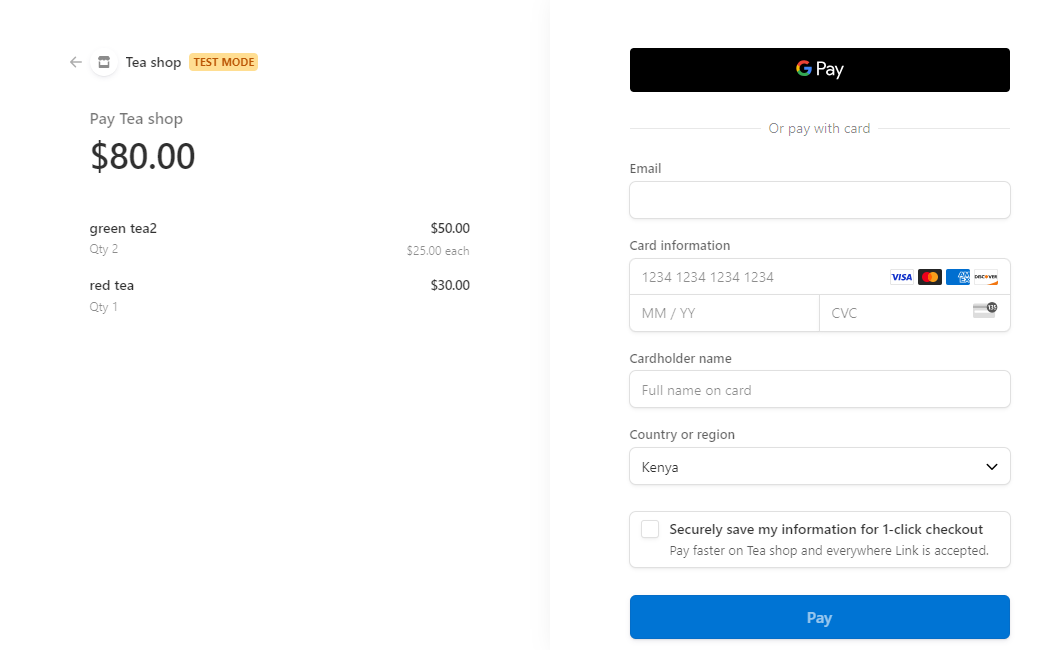 Tea shop TEST MODE
Pay Tea shop
$80.00
green tea2 $50.00
Qty 2 $25.00 each
red tea $30.00
Qty 1
G Pay
Or pay with card
Email
Card information
1234 1234 1234 1234 VISA AMEX DISCOVER
MM / YY CVC 135
Cardholder name
Full name on card
Country or region
Kenya
Securely save my information for 1-click checkout
Pay faster on Tea shop and everywhere Link is accepted.
Pay